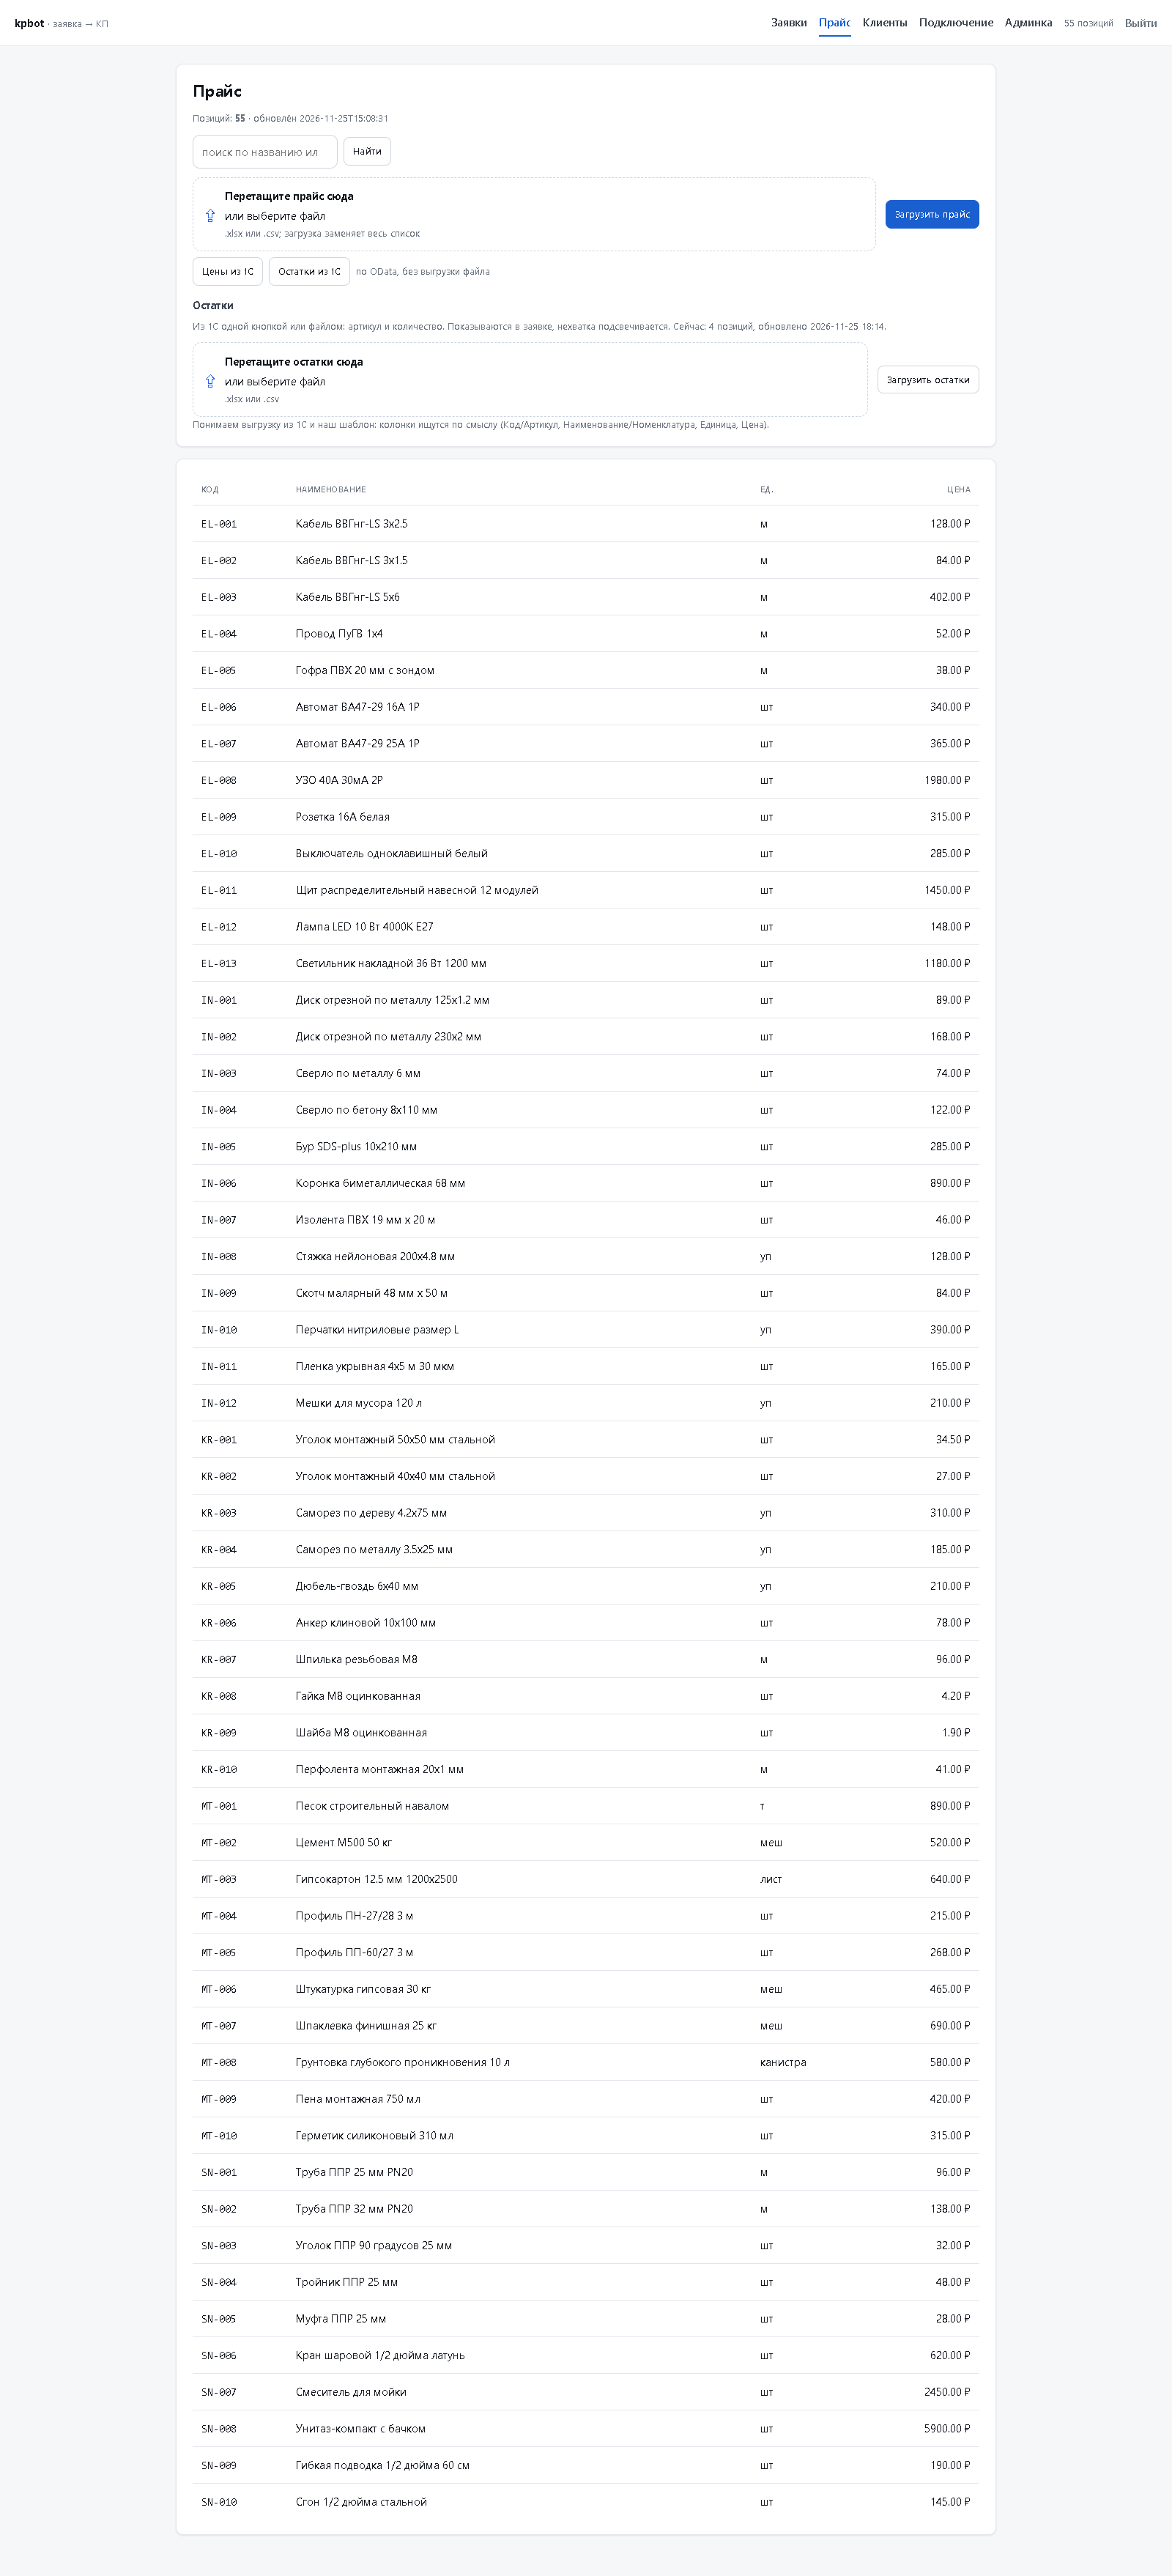 kpbot · заявка → КП
Заявки Прайс Клиенты Подключение Админка 55 позиций Выйти
Прайс
Позиций: 55 · обновлён 2026-11-25T15:08:31
поиск по названию ил Найти
Перетащите прайс сюда
или выберите файл
.xlsx или .csv; загрузка заменяет весь список
Загрузить прайс
Цены из 1С Остатки из 1С по OData, без выгрузки файла
Остатки
Из 1С одной кнопкой или файлом: артикул и количество. Показываются в заявке, нехватка подсвечивается. Сейчас: 4 позиций, обновлено 2026-11-25 18:14.
Перетащите остатки сюда
или выберите файл
.xlsx или .csv
Загрузить остатки
Понимаем выгрузку из 1С и наш шаблон: колонки ищутся по смыслу (Код/Артикул, Наименование/Номенклатура, Единица, Цена).
КОД НАИМЕНОВАНИЕ ЕД. ЦЕНА
EL-001 Кабель ВВГнг-LS 3х2.5 м 128.00 ₽
EL-002 Кабель ВВГнг-LS 3х1.5 м 84.00 ₽
EL-003 Кабель ВВГнг-LS 5х6 м 402.00 ₽
EL-004 Провод ПуГВ 1х4 м 52.00 ₽
EL-005 Гофра ПВХ 20 мм с зондом м 38.00 ₽
EL-006 Автомат ВА47-29 16А 1Р шт 340.00 ₽
EL-007 Автомат ВА47-29 25А 1Р шт 365.00 ₽
EL-008 УЗО 40А 30мА 2Р шт 1980.00 ₽
EL-009 Розетка 16А белая шт 315.00 ₽
EL-010 Выключатель одноклавишный белый шт 285.00 ₽
EL-011 Щит распределительный навесной 12 модулей шт 1450.00 ₽
EL-012 Лампа LED 10 Вт 4000К E27 шт 148.00 ₽
EL-013 Светильник накладной 36 Вт 1200 мм шт 1180.00 ₽
IN-001 Диск отрезной по металлу 125х1.2 мм шт 89.00 ₽
IN-002 Диск отрезной по металлу 230х2 мм шт 168.00 ₽
IN-003 Сверло по металлу 6 мм шт 74.00 ₽
IN-004 Сверло по бетону 8х110 мм шт 122.00 ₽
IN-005 Бур SDS-plus 10х210 мм шт 285.00 ₽
IN-006 Коронка биметаллическая 68 мм шт 890.00 ₽
IN-007 Изолента ПВХ 19 мм х 20 м шт 46.00 ₽
IN-008 Стяжка нейлоновая 200х4.8 мм уп 128.00 ₽
IN-009 Скотч малярный 48 мм х 50 м шт 84.00 ₽
IN-010 Перчатки нитриловые размер L уп 390.00 ₽
IN-011 Пленка укрывная 4х5 м 30 мкм шт 165.00 ₽
IN-012 Мешки для мусора 120 л уп 210.00 ₽
KR-001 Уголок монтажный 50х50 мм стальной шт 34.50 ₽
KR-002 Уголок монтажный 40х40 мм стальной шт 27.00 ₽
KR-003 Саморез по дереву 4.2х75 мм уп 310.00 ₽
KR-004 Саморез по металлу 3.5х25 мм уп 185.00 ₽
KR-005 Дюбель-гвоздь 6х40 мм уп 210.00 ₽
KR-006 Анкер клиновой 10х100 мм шт 78.00 ₽
KR-007 Шпилька резьбовая М8 м 96.00 ₽
KR-008 Гайка М8 оцинкованная шт 4.20 ₽
KR-009 Шайба М8 оцинкованная шт 1.90 ₽
KR-010 Перфолента монтажная 20х1 мм м 41.00 ₽
MT-001 Песок строительный навалом т 890.00 ₽
MT-002 Цемент М500 50 кг меш 520.00 ₽
MT-003 Гипсокартон 12.5 мм 1200х2500 лист 640.00 ₽
MT-004 Профиль ПН-27/28 3 м шт 215.00 ₽
MT-005 Профиль ПП-60/27 3 м шт 268.00 ₽
MT-006 Штукатурка гипсовая 30 кг меш 465.00 ₽
MT-007 Шпаклевка финишная 25 кг меш 690.00 ₽
MT-008 Грунтовка глубокого проникновения 10 л канистра 580.00 ₽
MT-009 Пена монтажная 750 мл шт 420.00 ₽
MT-010 Герметик силиконовый 310 мл шт 315.00 ₽
SN-001 Труба ППР 25 мм PN20 м 96.00 ₽
SN-002 Труба ППР 32 мм PN20 м 138.00 ₽
SN-003 Уголок ППР 90 градусов 25 мм шт 32.00 ₽
SN-004 Тройник ППР 25 мм шт 48.00 ₽
SN-005 Муфта ППР 25 мм шт 28.00 ₽
SN-006 Кран шаровой 1/2 дюйма латунь шт 620.00 ₽
SN-007 Смеситель для мойки шт 2450.00 ₽
SN-008 Унитаз-компакт с бачком шт 5900.00 ₽
SN-009 Гибкая подводка 1/2 дюйма 60 см шт 190.00 ₽
SN-010 Сгон 1/2 дюйма стальной шт 145.00 ₽